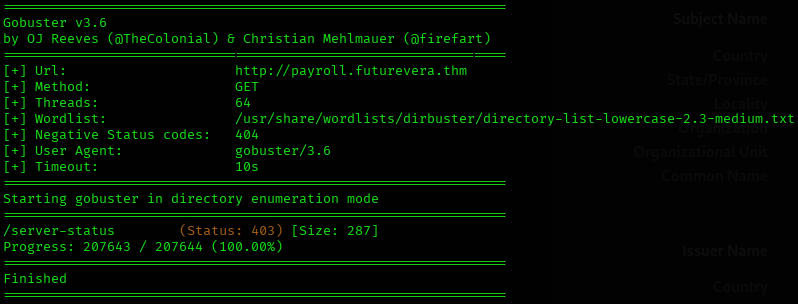 Gobuster v3.6
by OJ Reeves (@TheColonial) & Christian Mehlmauer (@firefart)
[+] Url: http://payroll.futurevera.thm
[+] Method: GET
[+] Threads: 64
[+] Wordlist: /usr/share/wordlists/dirbuster/directory-list-lowercase-2.3-medium.txt
[+] Negative Status codes: 404
[+] User Agent: gobuster/3.6
[+] Timeout: 10s
Starting gobuster in directory enumeration mode
/server-status (Status: 403) [Size: 287]
Progress: 207643 / 207644 (100.00%)
Finished
Subject Name
Country
State/Province
Locality
Organization
Organizational Unit
Common Name
Issuer Name
Country